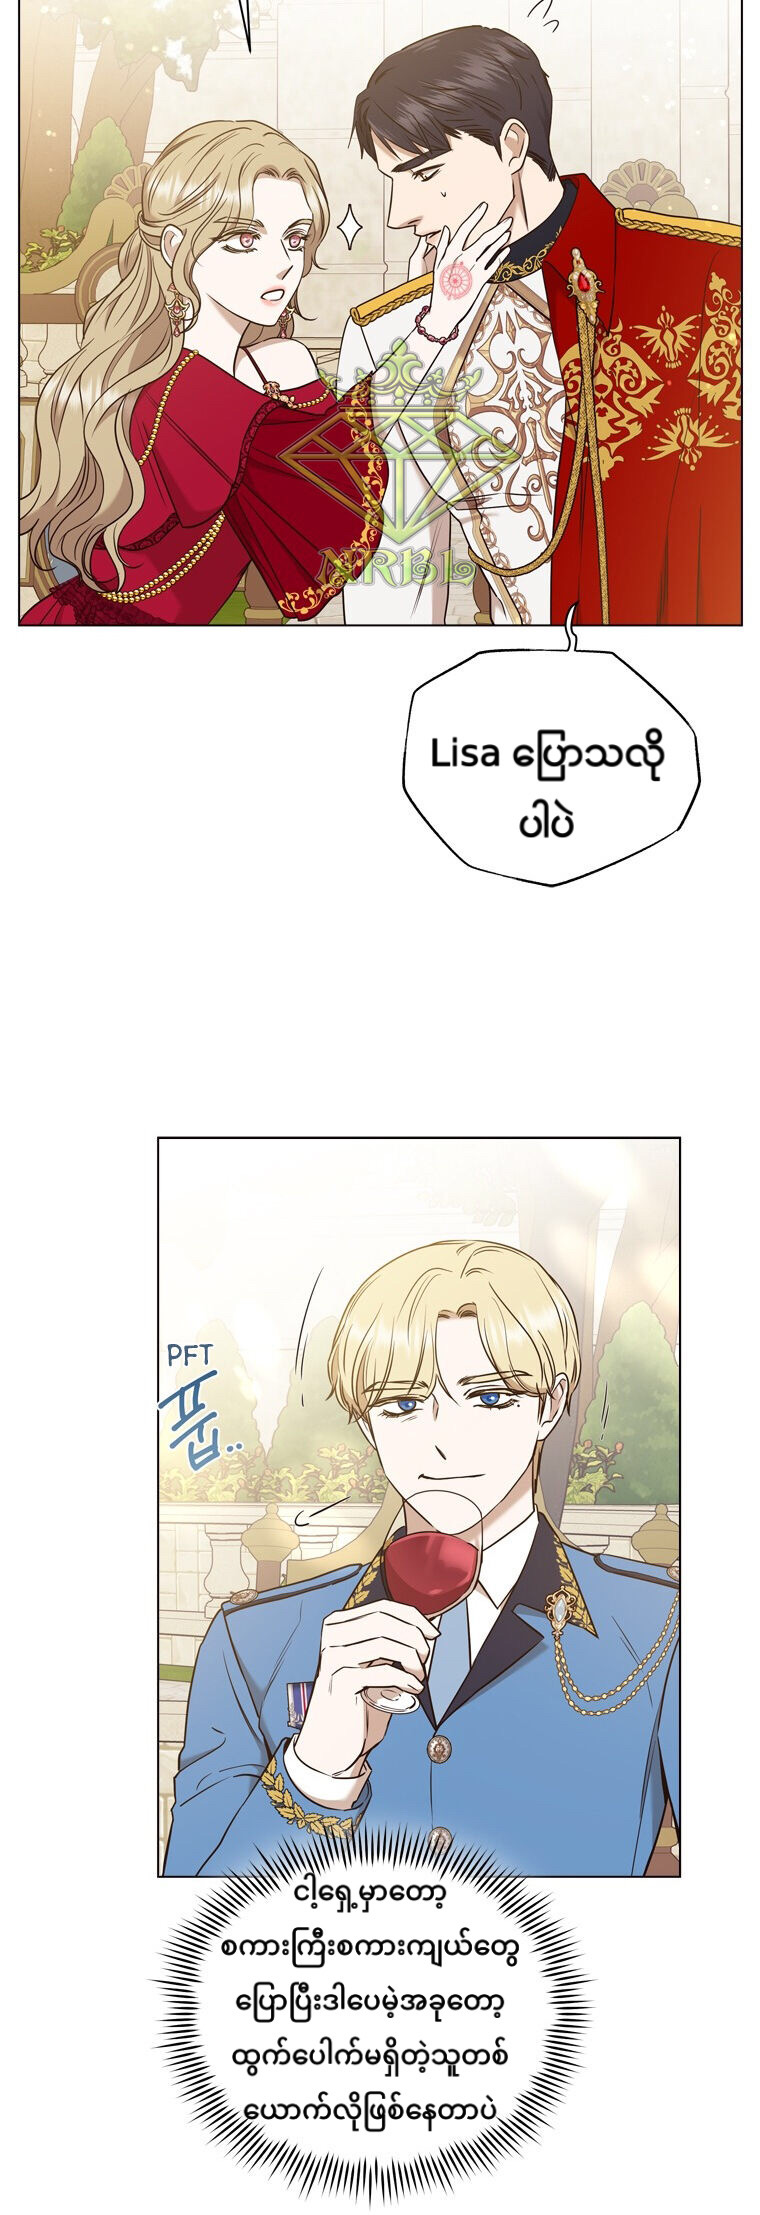 NRBL
Lisa ပြောသလို
ပါပဲ
PFT
풉..
ငါ့ရှေ့မှာတော့
စကားကြီးစကားကျယ်တွေ
ပြောပြီးဒါပေမဲ့အခုတော့
ထွက်ပေါက်မရှိတဲ့သူတစ်
ယောက်လိုဖြစ်နေတာပဲ